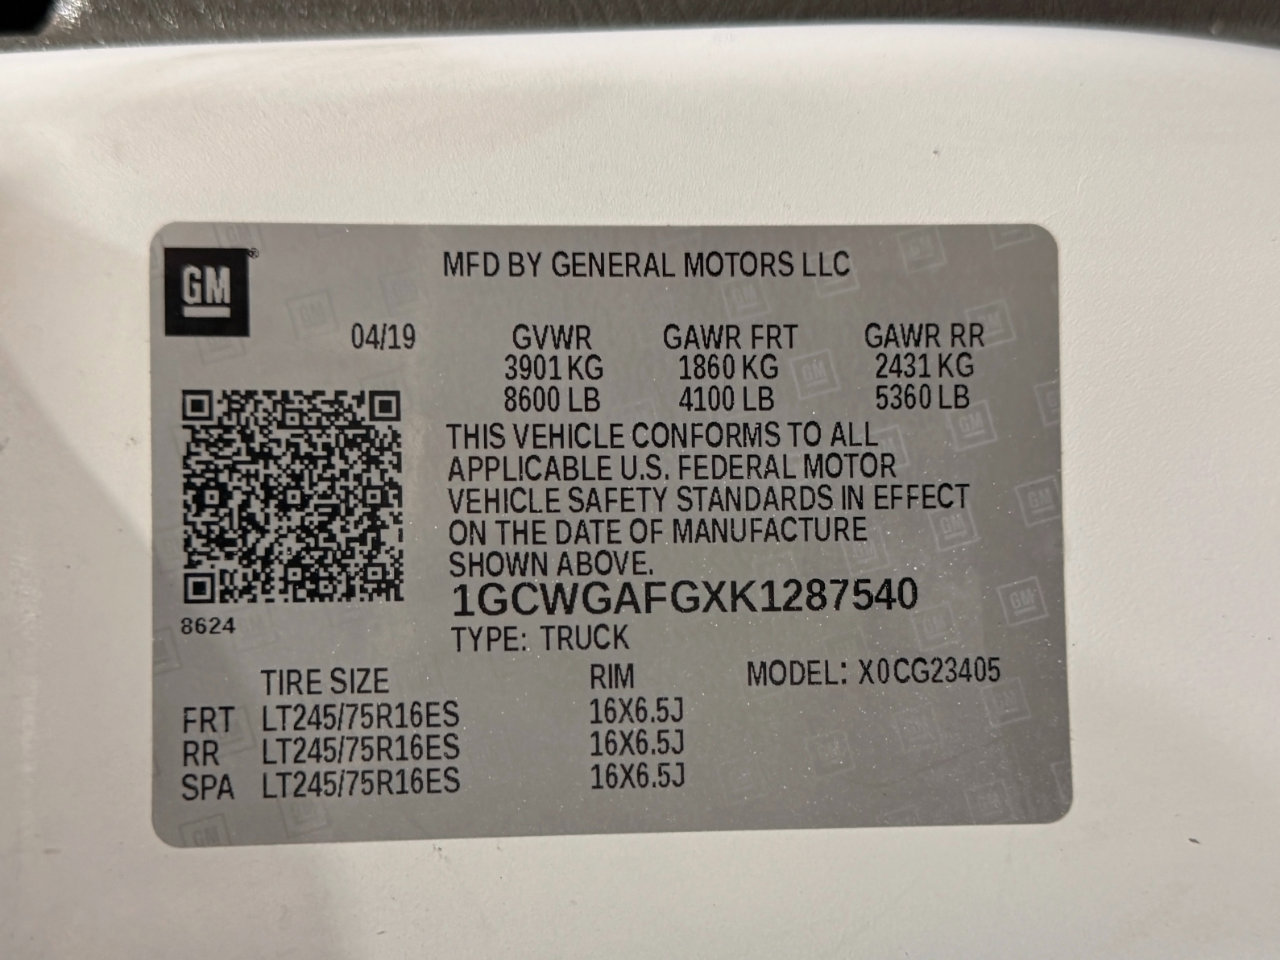 GM®
MFD BY GENERAL MOTORS LLC
04/19 GVWR GAWR FRT GAWR RR
3901 KG 1860 KG 2431 KG
8600 LB 4100 LB 5360 LB
THIS VEHICLE CONFORMS TO ALL
APPLICABLE U.S. FEDERAL MOTOR
VEHICLE SAFETY STANDARDS IN EFFECT
ON THE DATE OF MANUFACTURE
SHOWN ABOVE.
1GCWGAFGXK1287540
8624
TYPE: TRUCK
TIRE SIZE RIM MODEL: X0CG23405
FRT LT245/75R16ES 16X6.5J
RR LT245/75R16ES 16X6.5J
SPA LT245/75R16ES 16X6.5J